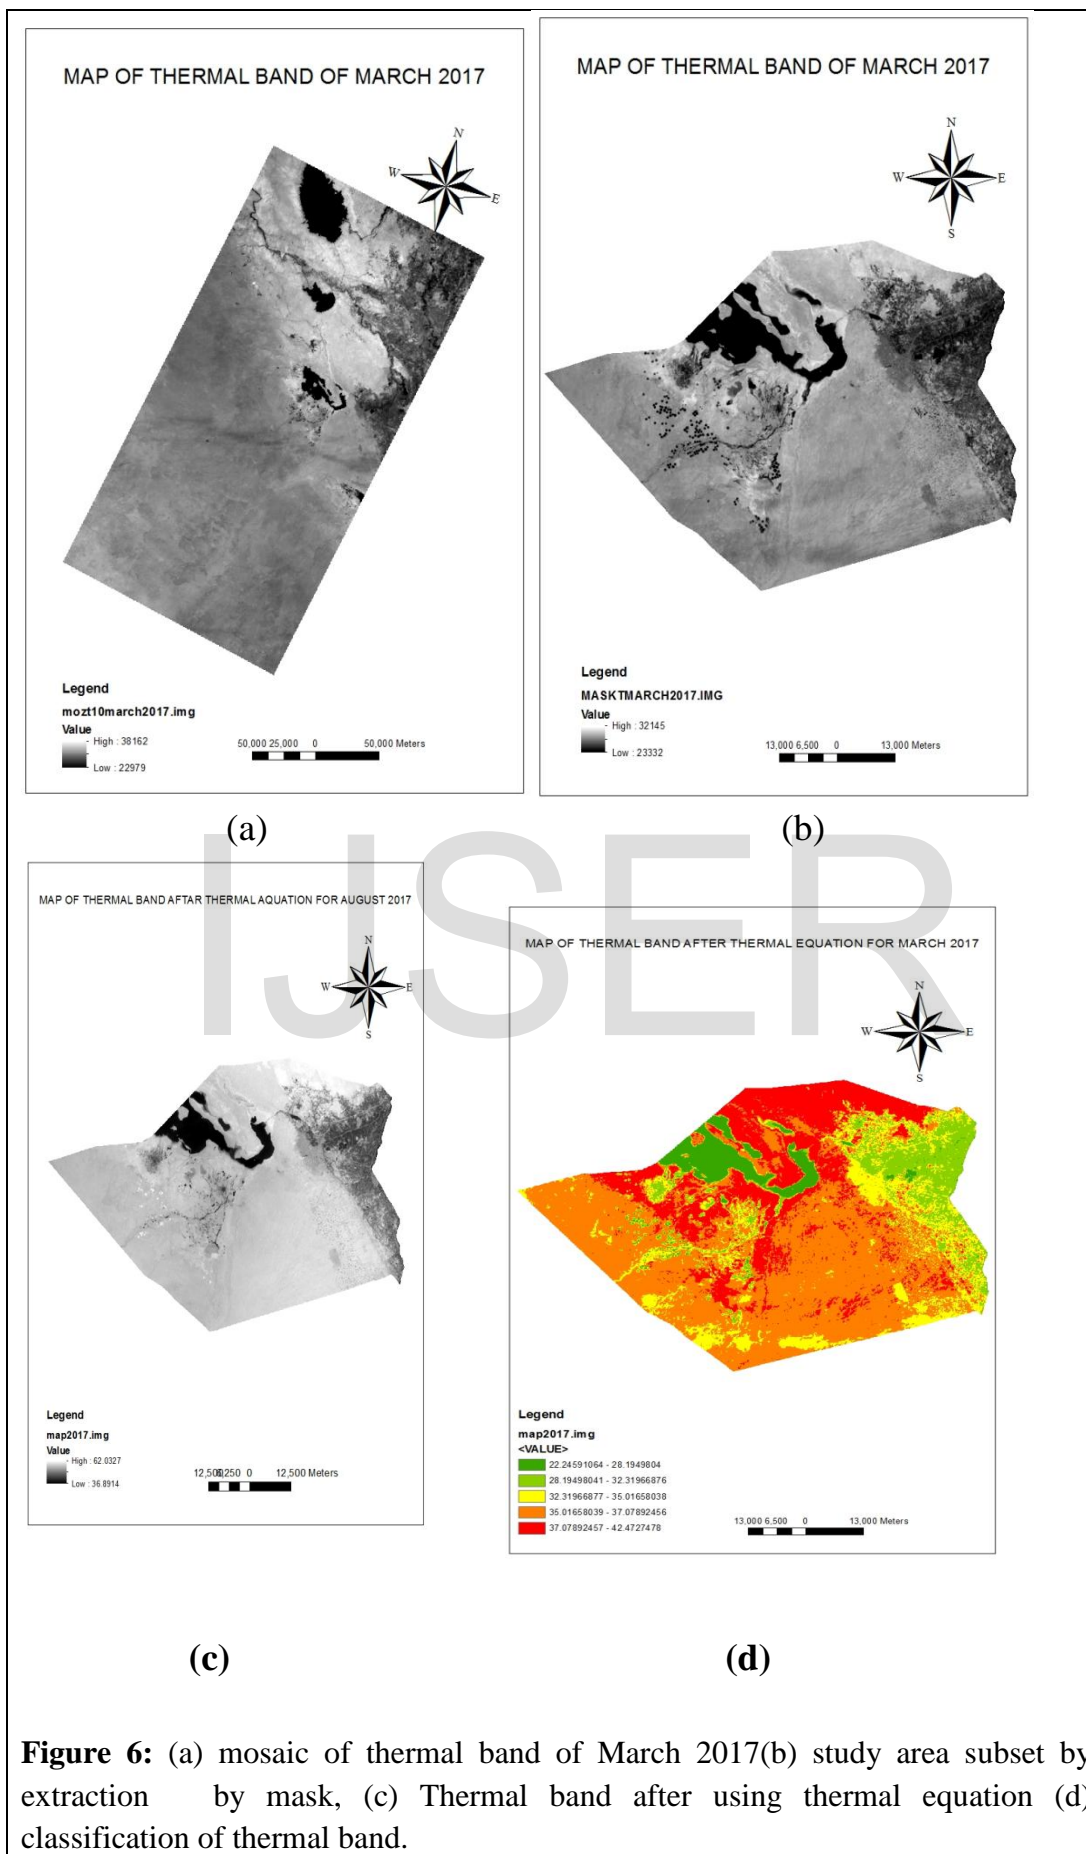 MAP OF THERMAL BAND OF MARCH 2017
N
W
E
Legend
mozt10march2017.img
Value
High : 38162
Low : 22979
50,000 25,000 0 50,000 Meters
(a)
MAP OF THERMAL BAND OF MARCH 2017
N
W
E
S
Legend
MASKTMARCH2017.IMG
Value
High : 32145
Low : 23332
13,000 6,500 0 13,000 Meters
(b)
IJSER
MAP OF THERMAL BAND AFTAR THERMAL AQUATION FOR AUGUST 2017
N
W
E
S
Legend
map2017.img
Value
High : 62.0327
Low : 36.8914
12,500 6,250 0 12,500 Meters
(c)
MAP OF THERMAL BAND AFTER THERMAL EQUATION FOR MARCH 2017
N
W
E
S
Legend
map2017.img
<VALUE>
22.24591064 - 28.1949804
28.19498041 - 32.31966876
32.31966877 - 35.01658038
35.01658039 - 37.07892456
37.07892457 - 42.4727478
13,000 6,500 0 13,000 Meters
(d)
Figure 6: (a) mosaic of thermal band of March 2017(b) study area subset by
extraction by mask, (c) Thermal band after using thermal equation (d)
classification of thermal band.